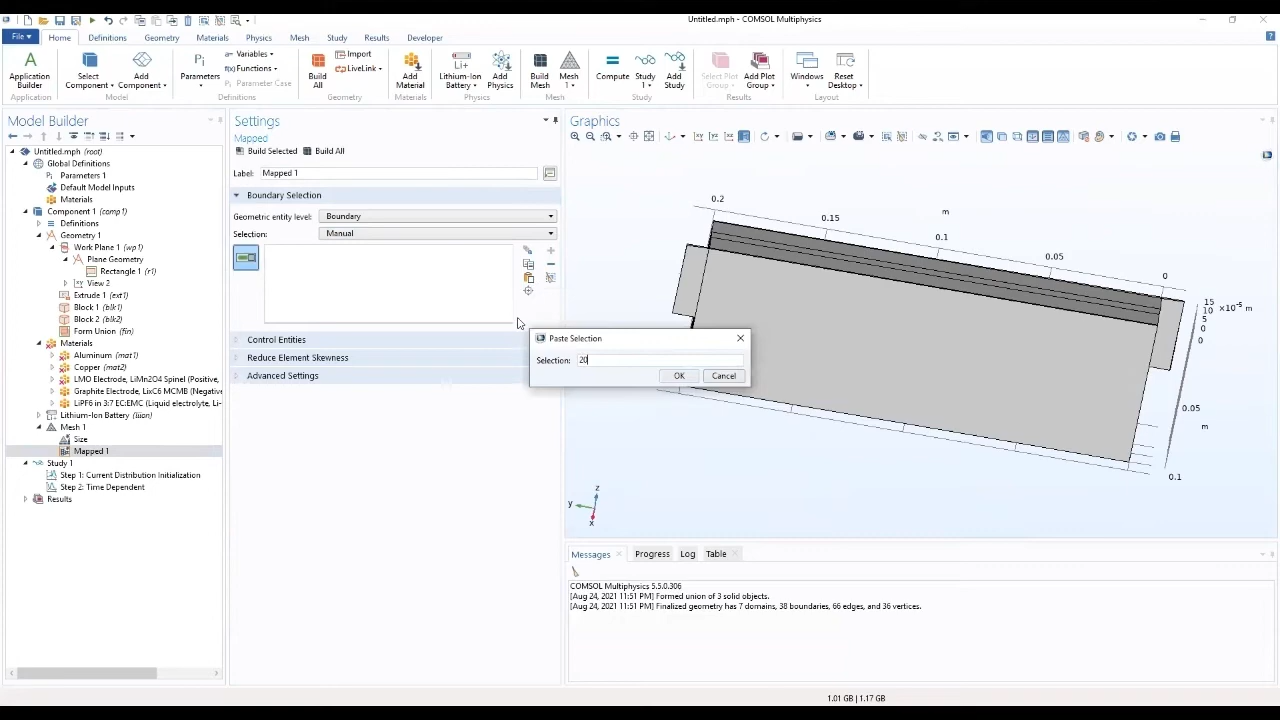 Untitled.mph - COMSOL Multiphysics
File Home Definitions Geometry Materials Physics Mesh Study Results Developer
Application Builder
Application
Select Component
Add Component
Model
Parameters
Variables
Functions
Parameter Case
Definitions
Build All
Import
LiveLink
Geometry
Add Material
Materials
Lithium-Ion Battery
Add Physics
Physics
Build Mesh
Mesh 1
Mesh
Compute
Study 1
Add Study
Study
Select Plot Group
Add Plot Group
Results
Windows
Reset Desktop
Layout
Model Builder
Untitled.mph (root)
Global Definitions
Parameters 1
Default Model Inputs
Materials
Component 1 (comp1)
Definitions
Geometry 1
Work Plane 1 (wp1)
Plane Geometry
Rectangle 1 (r1)
View 2
Extrude 1 (ext1)
Block 1 (blk1)
Block 2 (blk2)
Form Union (fin)
Materials
Aluminum (mat1)
Copper (mat2)
LMO Electrode, LiMn2O4 Spinel (Positive,
Graphite Electrode, LixC6 MCMB (Negative
LiPF6 in 3:7 EC:EMC (Liquid electrolyte, Li-
Lithium-Ion Battery (liion)
Mesh 1
Size
Mapped 1
Study 1
Step 1: Current Distribution Initialization
Step 2: Time Dependent
Results
Settings
Mapped
Build Selected Build All
Label: Mapped 1
Boundary Selection
Geometric entity level: Boundary
Selection: Manual
Control Entities
Reduce Element Skewness
Advanced Settings
Paste Selection
Selection: 20
OK Cancel
Graphics
0.2
0.15
m
0.1
0.05
0
15
10
5
0
0
×10⁻⁵ m
0.05
m
0.1
z
y
x
Messages Progress Log Table
COMSOL Multiphysics 5.5.0.306
[Aug 24, 2021 11:51 PM] Formed union of 3 solid objects.
[Aug 24, 2021 11:51 PM] Finalized geometry has 7 domains, 38 boundaries, 66 edges, and 36 vertices.
1.01 GB | 1.17 GB